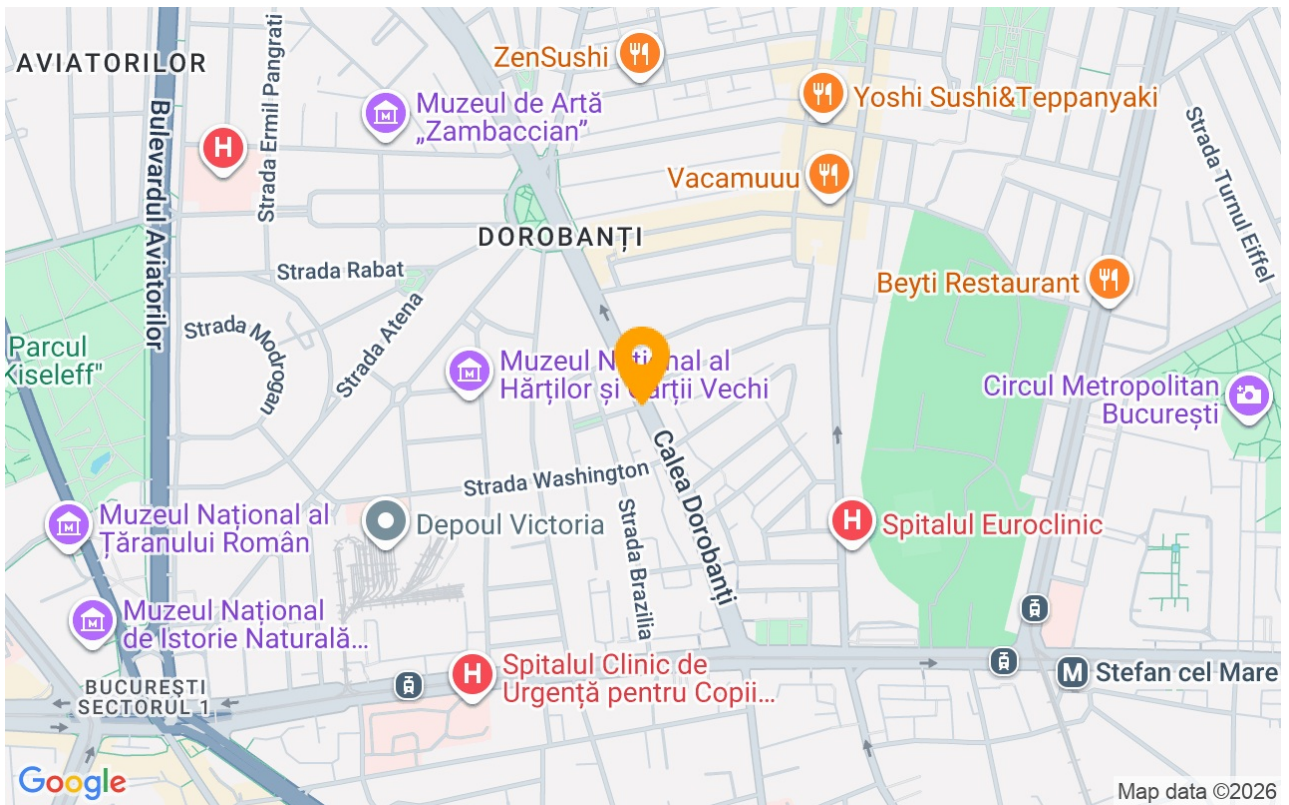 AVIATORILOR
ZenSushi
Muzeul de Artă
„Zambaccian”
Yoshi Sushi&Teppanyaki
Strada Ermil Pangrati
Bulevardul Aviatorilor
Vacamuuu
Strada Turnul Eiffel
DOROBANȚI
Strada Rabat
Beyti Restaurant
Strada Atena
Strada Modrogan
Parcul
Kiseleff"
Muzeul Național al
Hărților și Cărții Vechi
Circul Metropolitan
București
Calea Dorobanți
Strada Washington
Strada Brazilia
Muzeul Național al
Țăranului Român
Depoul Victoria
H
Spitalul Euroclinic
Muzeul Național
de Istorie Naturală...
H
Spitalul Clinic de
Urgență pentru Copii...
M
Stefan cel Mare
BUCUREȘTI
SECTORUL 1
H
Google
Map data ©2026